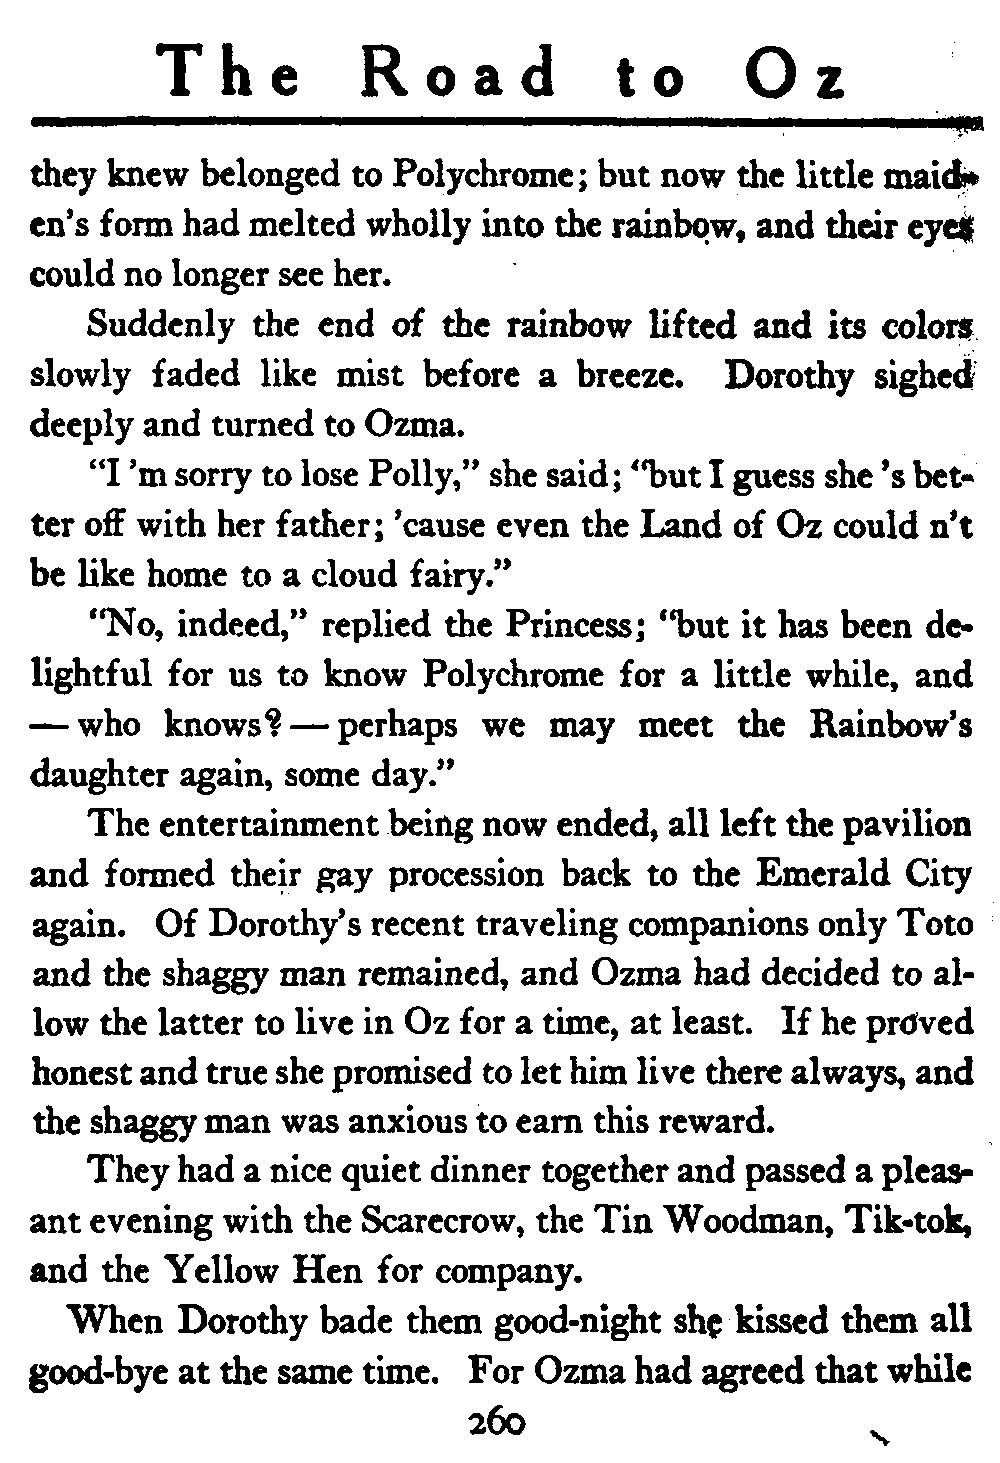 The Road to Oz
they knew belonged to Polychrome; but now the little maid-
en's form had melted wholly into the rainbow, and their eyes
could no longer see her.
Suddenly the end of the rainbow lifted and its colors
slowly faded like mist before a breeze. Dorothy sighed
deeply and turned to Ozma.
"I 'm sorry to lose Polly," she said; "but I guess she 's bet-
ter off with her father; 'cause even the Land of Oz could n't
be like home to a cloud fairy."
"No, indeed," replied the Princess; "but it has been de-
lightful for us to know Polychrome for a little while, and
— who knows? — perhaps we may meet the Rainbow's
daughter again, some day."
The entertainment being now ended, all left the pavilion
and formed their gay procession back to the Emerald City
again. Of Dorothy's recent traveling companions only Toto
and the shaggy man remained, and Ozma had decided to al-
low the latter to live in Oz for a time, at least. If he proved
honest and true she promised to let him live there always, and
the shaggy man was anxious to earn this reward.
They had a nice quiet dinner together and passed a pleas-
ant evening with the Scarecrow, the Tin Woodman, Tik-tok,
and the Yellow Hen for company.
When Dorothy bade them good-night she kissed them all
good-bye at the same time. For Ozma had agreed that while
260